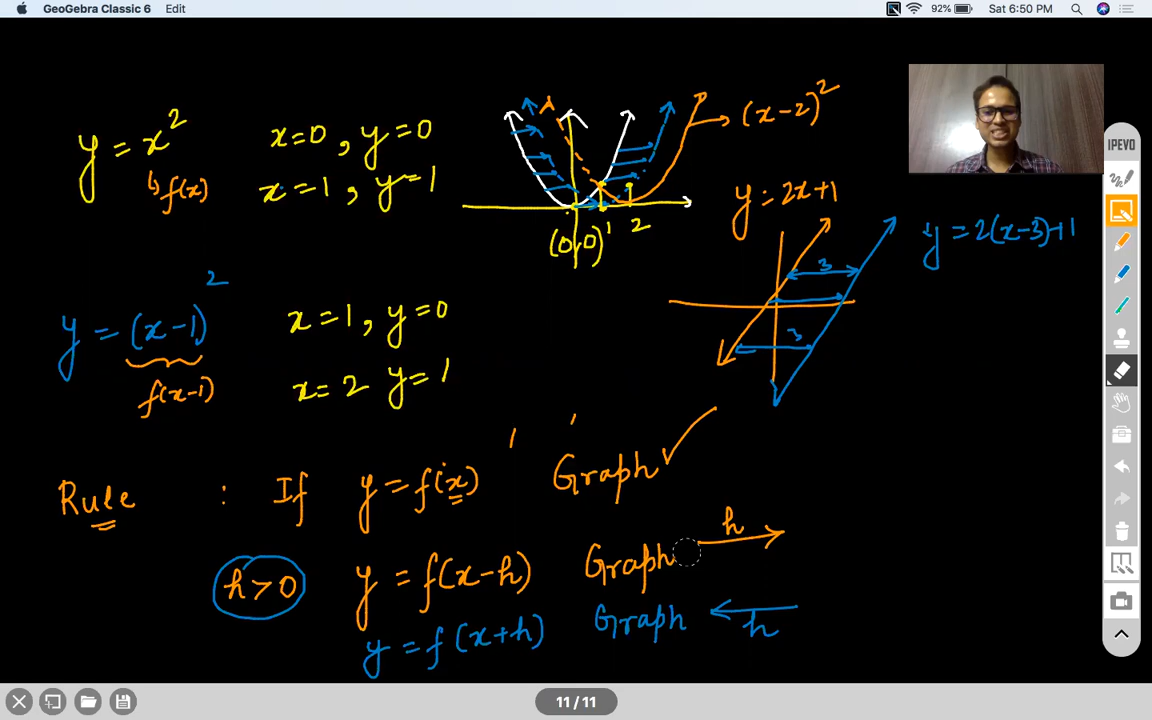 GeoGebra Classic 6 Edit
92% Sat 6:50 PM
IPEVO
y = x² x=0, y=0
f(x) x=1, y=1
(x-2)²
(0,0) 1 2
y = 2x+1
y = 2(x-3)+1
3
3
y = (x-1)² x=1, y=0
f(x-1) x=2 y=1
Rule : If y = f(x) Graph
h>0 y = f(x-h) Graph h
y = f(x+h) Graph h
11 / 11